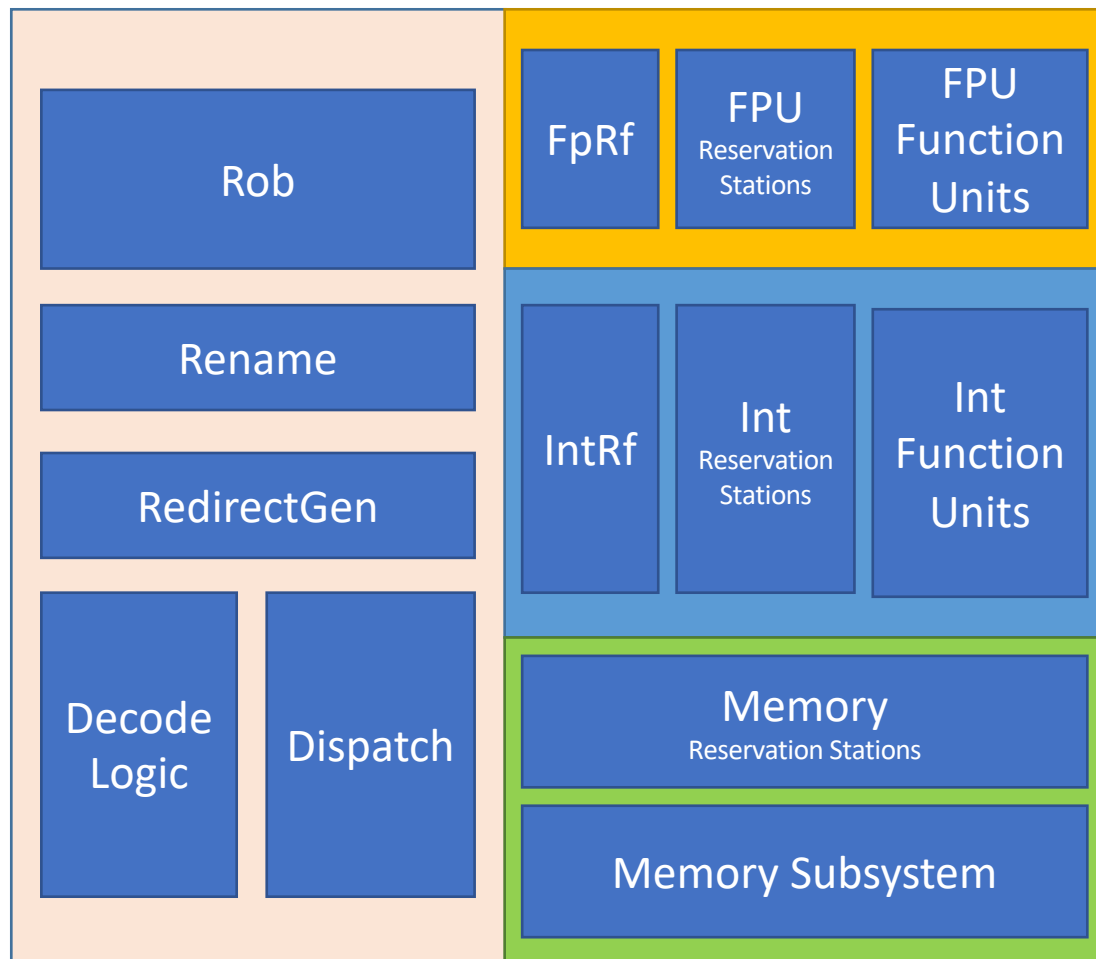 Rob
Rename
RedirectGen
Decode
Logic
Dispatch
FpRf
FPU
Reservation
Stations
FPU
Function
Units
IntRf
Int
Reservation
Stations
Int
Function
Units
Memory
Reservation Stations
Memory Subsystem